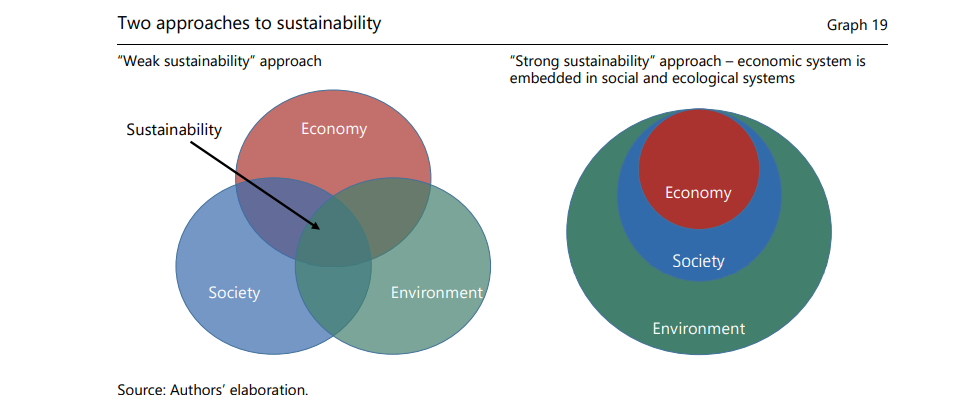 Two approaches to sustainability
Graph 19
“Weak sustainability” approach
“Strong sustainability” approach – economic system is
embedded in social and ecological systems
Sustainability
Economy
Society
Environment
Economy
Society
Environment
Source: Authors’ elaboration.